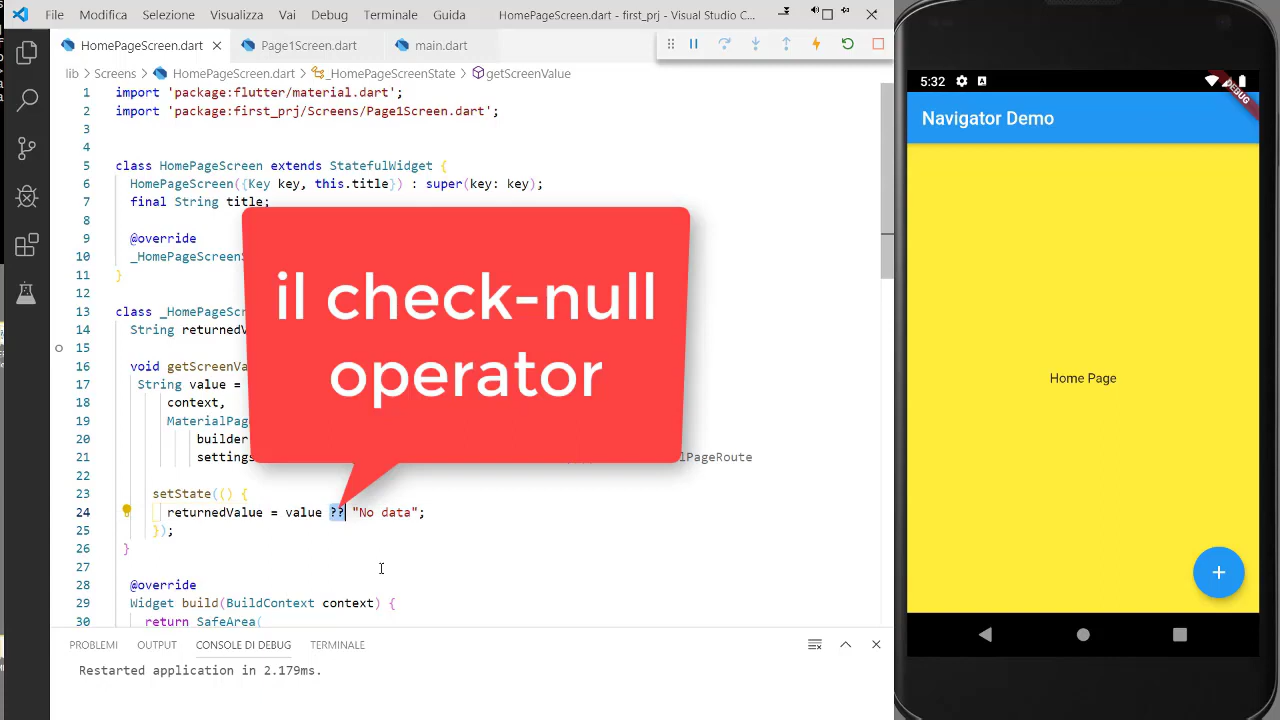 File Modifica Selezione Visualizza Vai Debug Terminale Guida HomePageScreen.dart - first_prj - Visual Studio C...
HomePageScreen.dart Page1Screen.dart main.dart
lib > Screens > HomePageScreen.dart > _HomePageScreenState > getScreenValue
1 import 'package:flutter/material.dart';
2 import 'package:first_prj/Screens/Page1Screen.dart';
3
4
5 class HomePageScreen extends StatefulWidget {
6 HomePageScreen({Key key, this.title}) : super(key: key);
7 final String title;
8
9 @override
10 _HomePageScreenS
11 }
12
13 class _HomePageScre
14 String returnedV
15
16 void getScreenVa
17 String value =
18 context,
19 MaterialPag
20 builder
21 settings lPageRoute
22
23 setState(() {
24 returnedValue = value ?? "No data";
25 });
26 }
27
28 @override
29 Widget build(BuildContext context) {
30 return SafeArea(
il check-null
operator
PROBLEMI OUTPUT CONSOLE DI DEBUG TERMINALE
Restarted application in 2.179ms.
5:32
DEBUG
Navigator Demo
Home Page